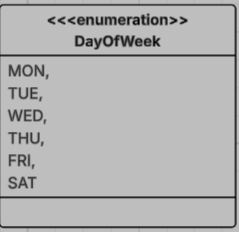 <<<enumeration>>
DayOfWeek
MON,
TUE,
WED,
THU,
FRI,
SAT